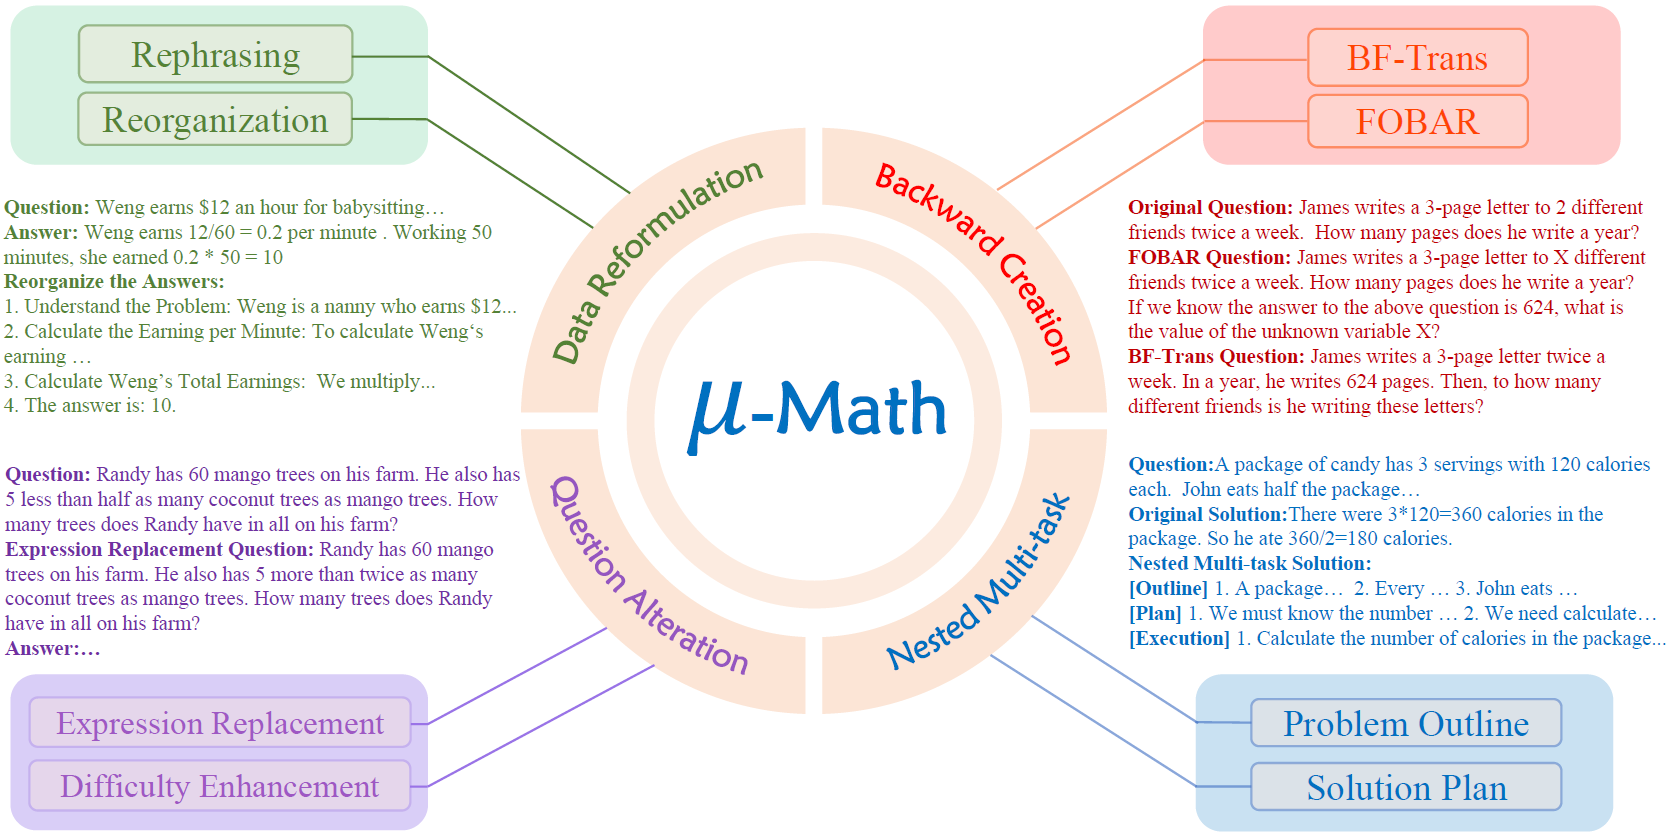 Rephrasing
Reorganization
Question: Weng earns $12 an hour for babysitting…
Answer: Weng earns 12/60 = 0.2 per minute . Working 50
minutes, she earned 0.2 * 50 = 10
Reorganize the Answers:
1. Understand the Problem: Weng is a nanny who earns $12...
2. Calculate the Earning per Minute: To calculate Weng‘s
earning …
3. Calculate Weng’s Total Earnings:  We multiply...
4. The answer is: 10.
BF-Trans
FOBAR
Original Question: James writes a 3-page letter to 2 different
friends twice a week.  How many pages does he write a year?
FOBAR Question: James writes a 3-page letter to X different
friends twice a week. How many pages does he write a year?
If we know the answer to the above question is 624, what is
the value of the unknown variable X?
BF-Trans Question: James writes a 3-page letter twice a
week. In a year, he writes 624 pages. Then, to how many
different friends is he writing these letters?
Data Reformulation
Backward Creation
μ-Math
Question Alteration
Nested Multi-task
Question: Randy has 60 mango trees on his farm. He also has
5 less than half as many coconut trees as mango trees. How
many trees does Randy have in all on his farm?
Expression Replacement Question: Randy has 60 mango
trees on his farm. He also has 5 more than twice as many
coconut trees as mango trees. How many trees does Randy
have in all on his farm?
Answer:…
Expression Replacement
Difficulty Enhancement
Question:A package of candy has 3 servings with 120 calories
each.  John eats half the package…
Original Solution:There were 3*120=360 calories in the
package. So he ate 360/2=180 calories.
Nested Multi-task Solution:
[Outline] 1. A package…  2. Every … 3. John eats …
[Plan] 1. We must know the number … 2. We need calculate…
[Execution] 1. Calculate the number of calories in the package...
Problem Outline
Solution Plan